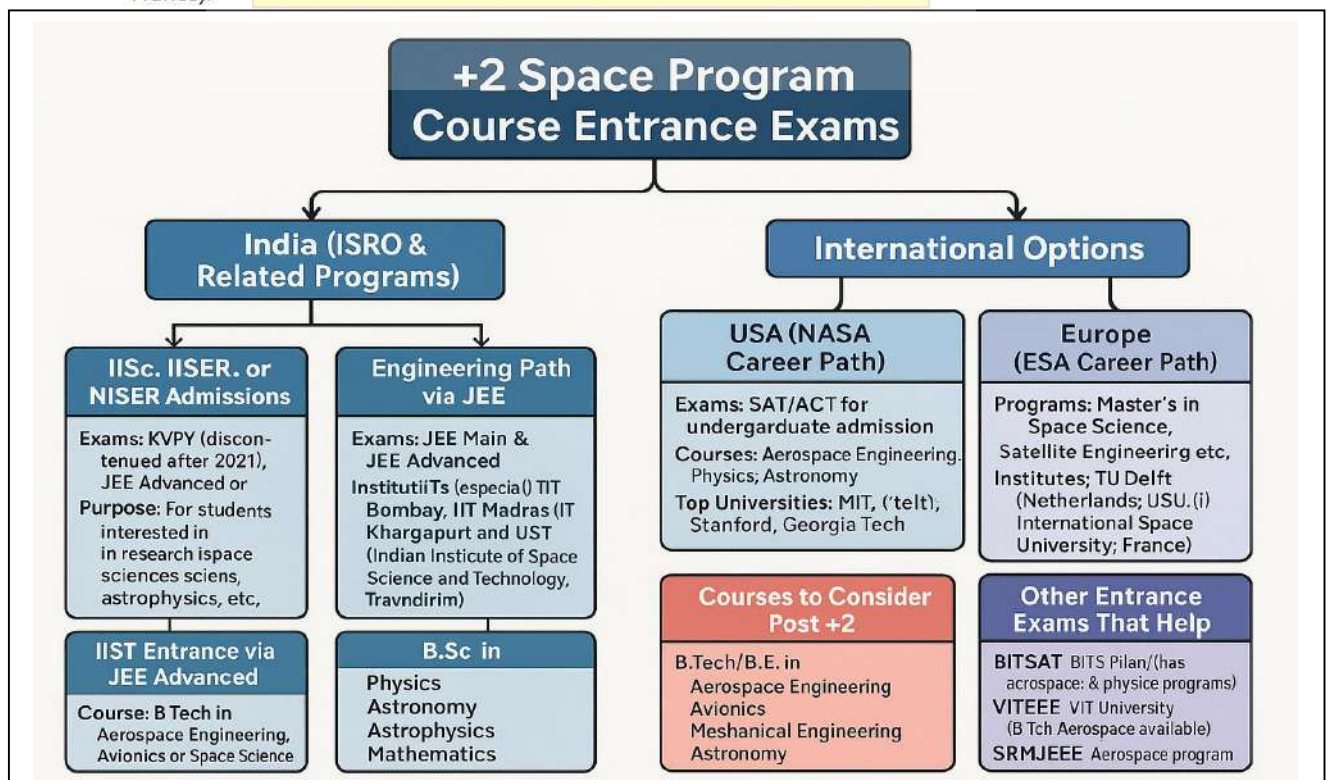 +2 Space Program
Course Entrance Exams
India (ISRO &
Related Programs)
International Options
IISc. IISER. or
NISER Admissions
Exams: KVPY (discon-
tenued after 2021),
JEE Advanced or
Purpose: For students
interested in
in research ispace
sciences sciens,
astrophysics, etc,
Engineering Path
via JEE
Exams: JEE Main &
JEE Advanced
InstitutiiTs (especia() TIT
Bombay, IIT Madras (IT
Khargapurt and UST
(Indian Insticute of Space
Science and Technology,
Travndirim)
USA (NASA
Career Path)
Exams: SAT/ACT for
undergarduate admission
Courses: Aerospace Engineering.
Physics; Astronomy
Top Universities: MIT, ('telt),
Stanford, Georgia Tech
Europe
(ESA Career Path)
Programs: Master's in
Space Science,
Satellite Engineerirg etc,
Institutes; TU Delft
(Netherlands; USU.(i)
International Space
University; France)
IIST Entrance via
JEE Advanced
Course: B Tech in
Aerospace Engineering,
Avionics or Space Science
B.Sc in
Physics
Astronomy
Astrophysics
Mathematics
Courses to Consider
Post +2
B.Tech/B.E. in
Aerospace Engineering
Avionics
Meshanical Engineering
Astronomy
Other Entrance
Exams That Help
BITSAT BITS Pilan/(has
acrospace: & physice programs)
VITEEE VIT University
(B Tch Aerospace available)
SRMJEEE Aerospace program